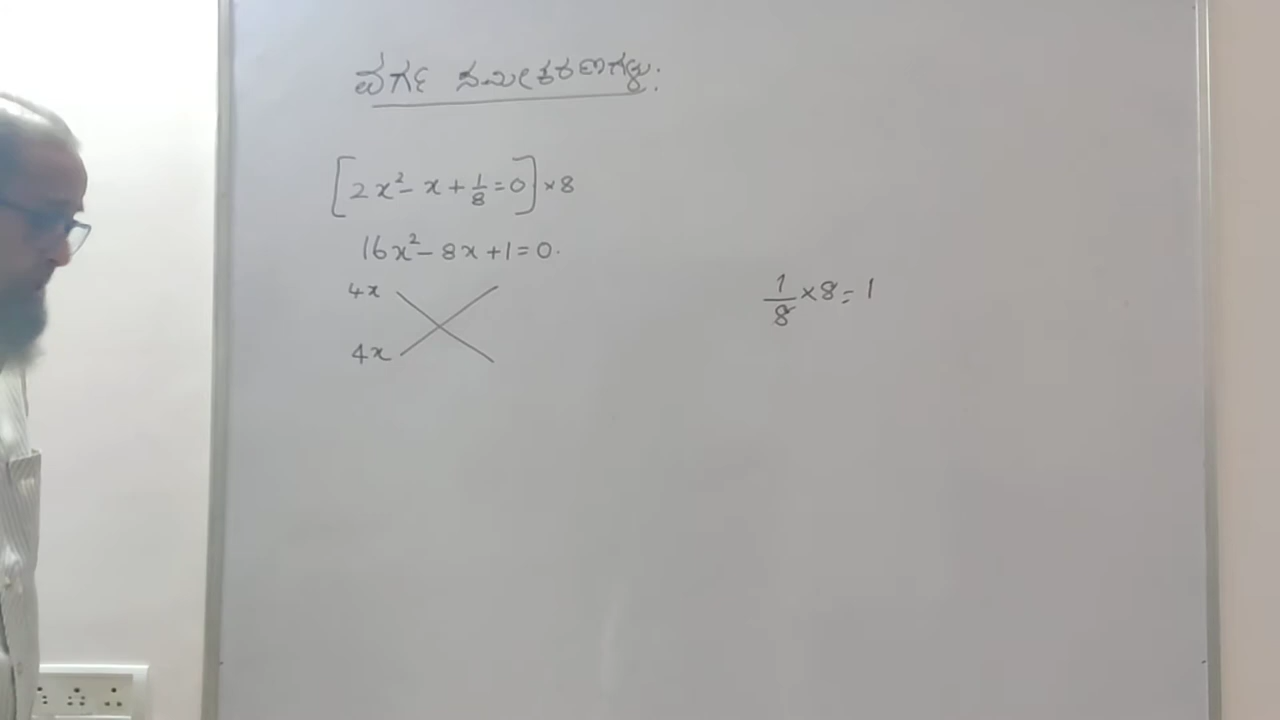 ವರ್ಗ ಸಮೀಕರಣಗಳು:
[2x² - x + 1/8 = 0] × 8
16x² - 8x + 1 = 0.
4x
4x
1/8 × 8 = 1